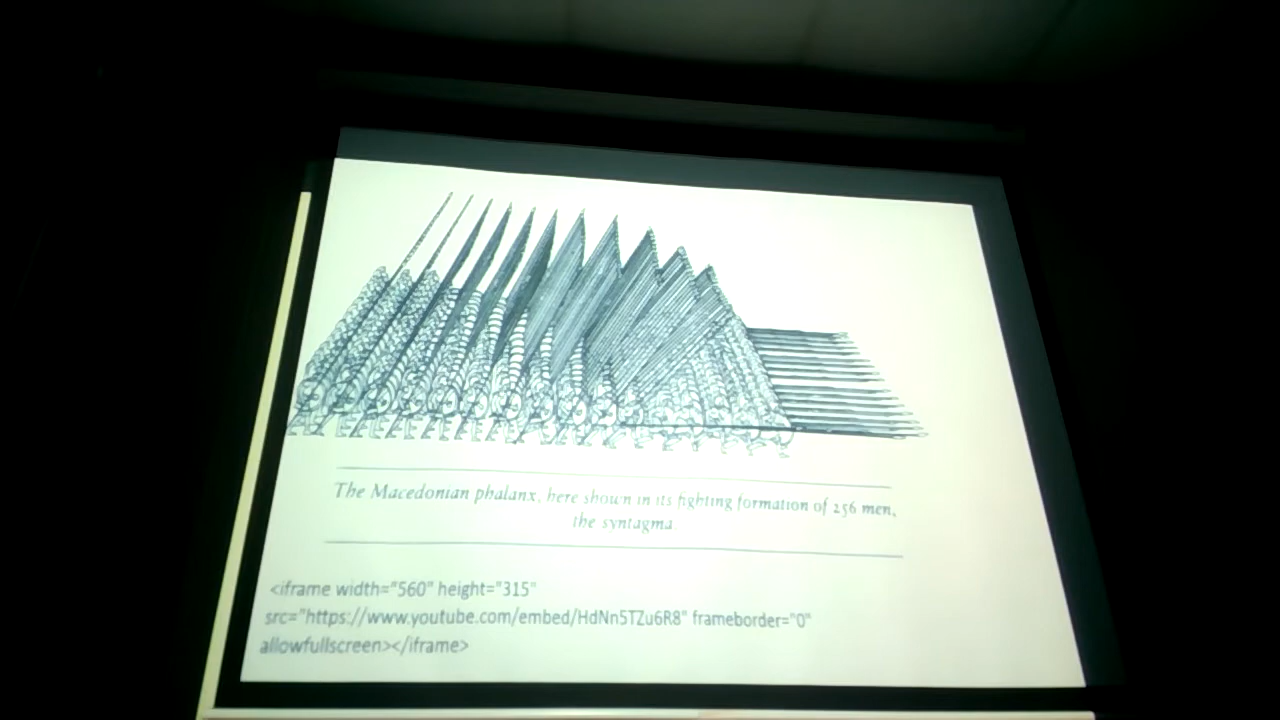 The Macedonian phalanx, here shown in its fighting formation of 256 men,
the syntagma.
<iframe width="560" height="315"
src="https://www.youtube.com/embed/HdNn5TZu6R8" frameborder="0"
allowfullscreen></iframe>